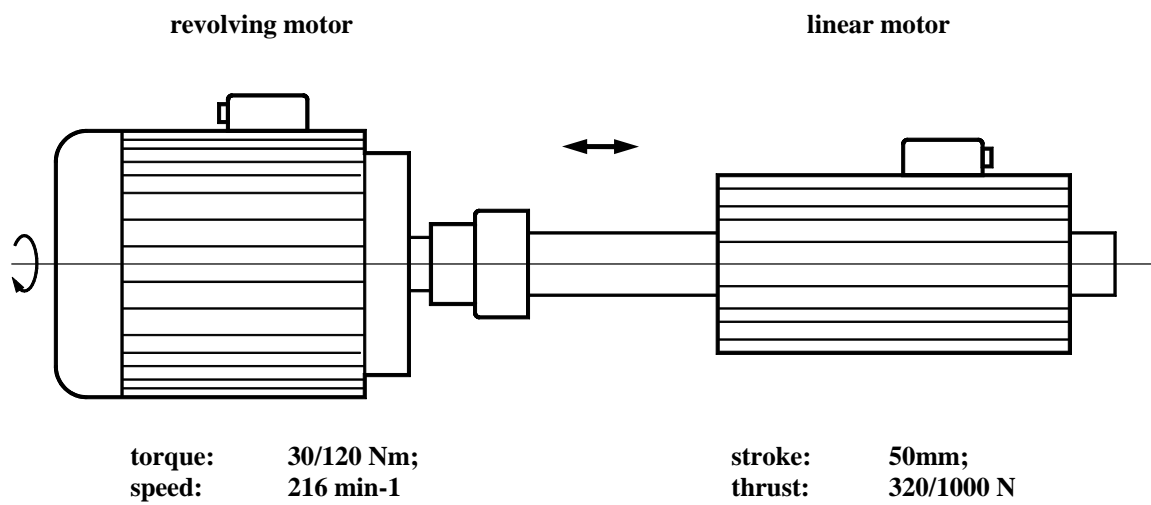 revolving motor linear motor
torque: 30/120 Nm; stroke: 50mm;
speed: 216 min-1 thrust: 320/1000 N